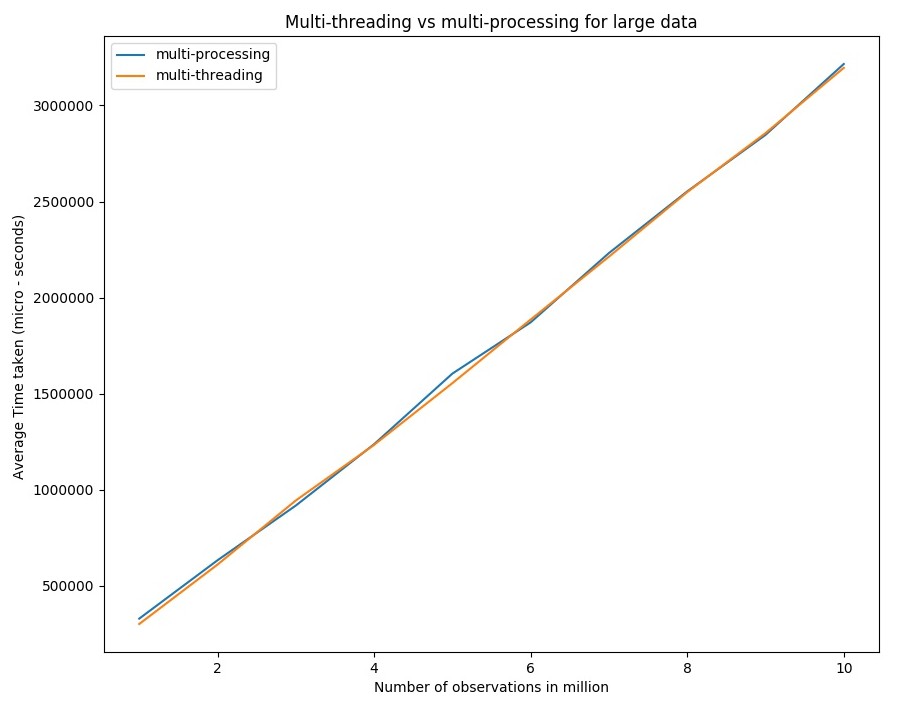 Multi-threading vs multi-processing for large data
multi-processing
multi-threading
3000000
2500000
2000000
1500000
1000000
500000
Average Time taken (micro - seconds)
2 4 6 8 10
Number of observations in million